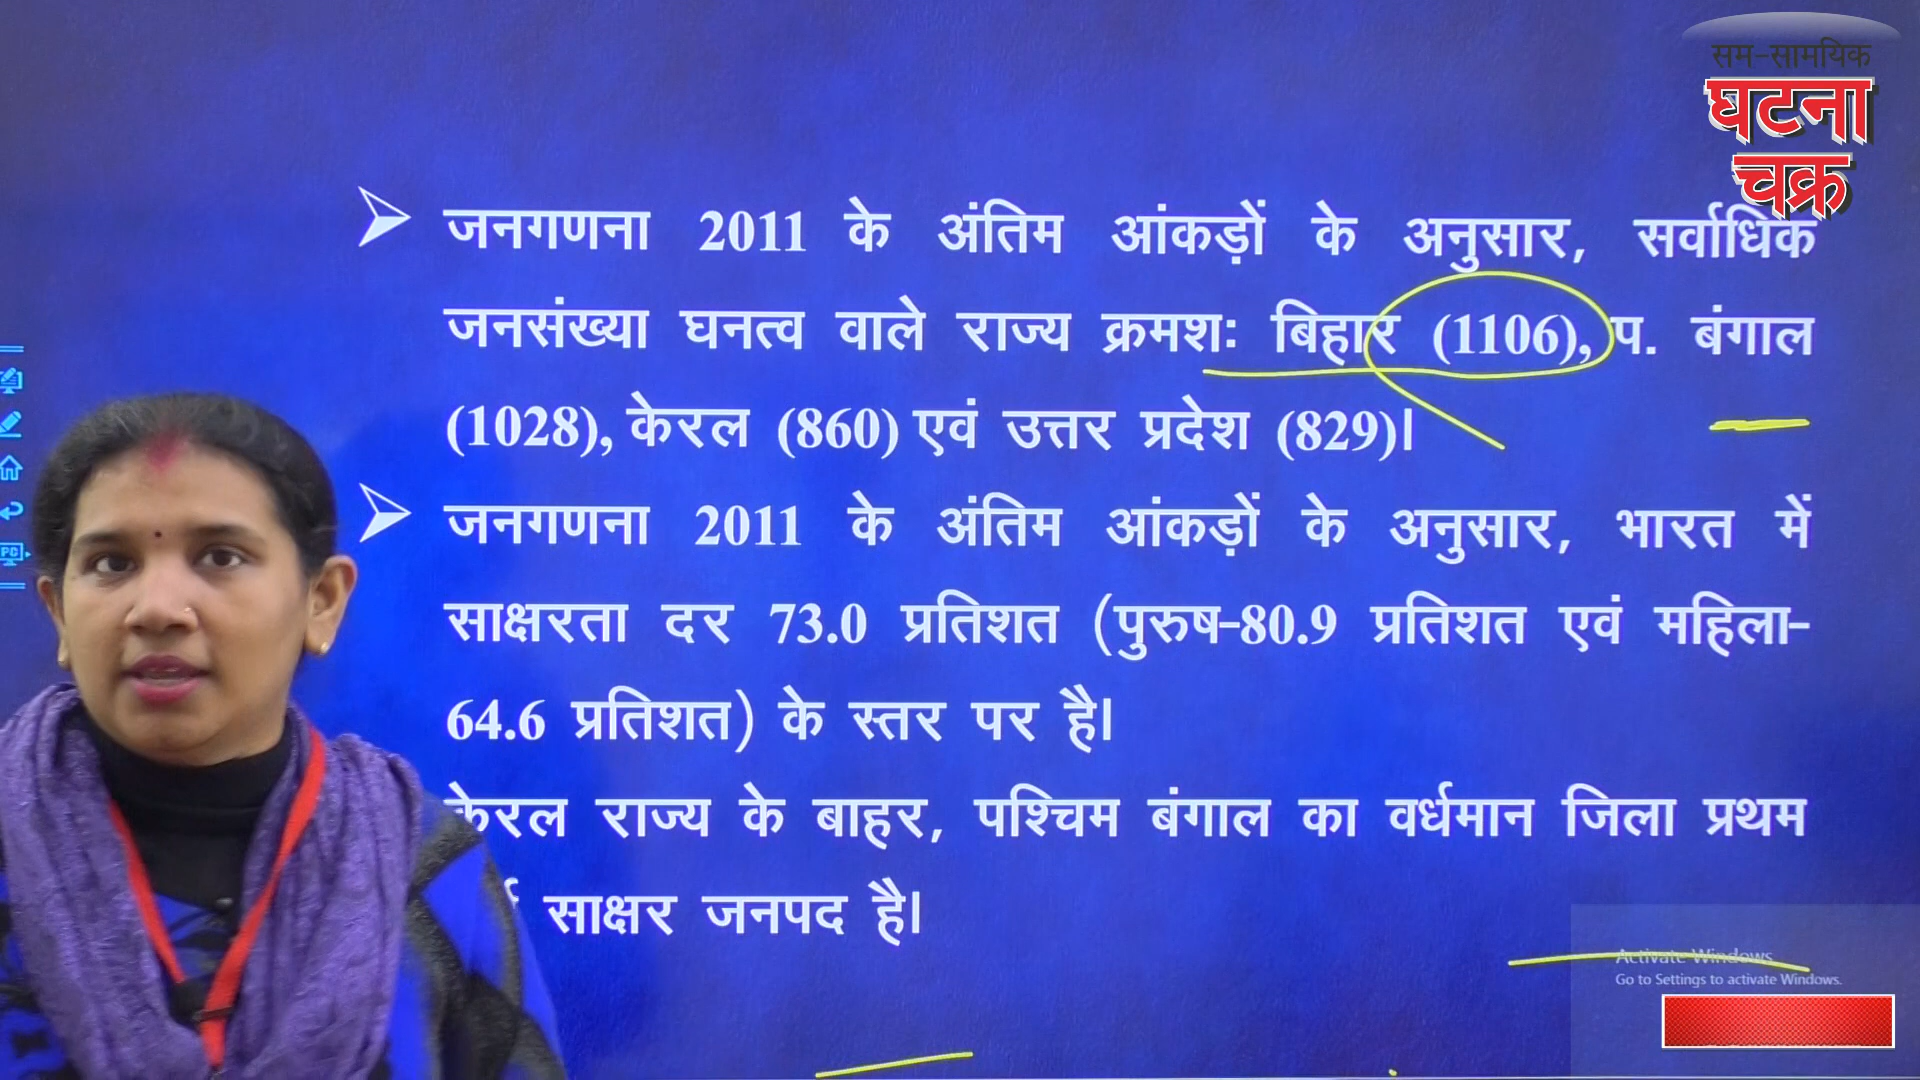 सम-सामयिक
घटना
चक्र
जनगणना 2011 के अंतिम आंकड़ों के अनुसार, सर्वाधिक
जनसंख्या घनत्व वाले राज्य क्रमशः बिहार (1106), प. बंगाल
(1028), केरल (860) एवं उत्तर प्रदेश (829)।
जनगणना 2011 के अंतिम आंकड़ों के अनुसार, भारत में
साक्षरता दर 73.0 प्रतिशत (पुरुष-80.9 प्रतिशत एवं महिला-
64.6 प्रतिशत) के स्तर पर है।
केरल राज्य के बाहर, पश्चिम बंगाल का वर्धमान जिला प्रथम
साक्षर जनपद है।
Activate Windows
Go to Settings to activate Windows.
PC